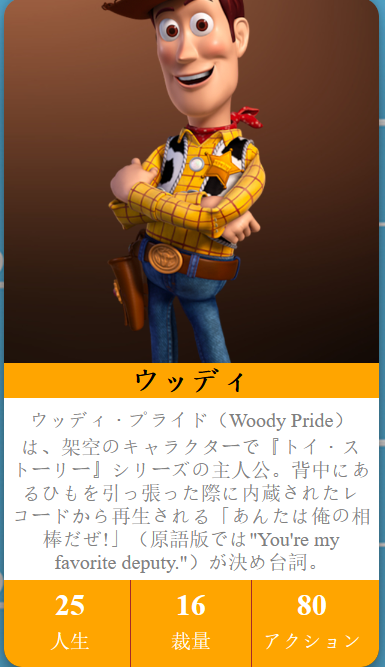 ウッディ
ウッディ・プライド（Woody Pride）
は、架空のキャラクターで『トイ・ス
トーリー』シリーズの主人公。背中にあ
るひもを引っ張った際に内蔵されたレ
コードから再生される「あんたは俺の相
棒だぜ!」（原語版では"You're my
favorite deputy."）が決め台詞。
25 16 80
人生 裁量 アクション